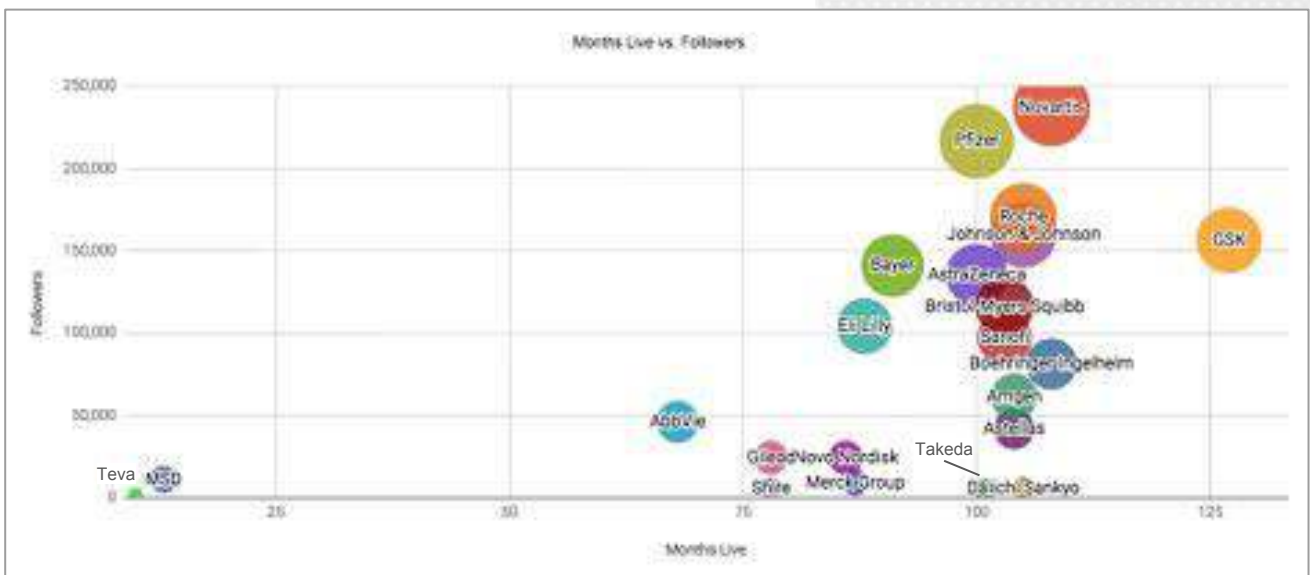 Months Live vs. Followers
250,000
Novartis
Pfizer
200,000
Roche
Johnson & Johnson
GSK
150,000
Bayer
AstraZeneca
Bristol-Myers Squibb
Eli Lilly
100,000
Sanofi
Boehringer Ingelheim
Amgen
50,000
AbbVie
Astellas
Takeda
Gilead
Novo Nordisk
Teva
MSD
Shire
Merck Group
Daiichi Sankyo
0
25
50
75
100
125
Followers
Months Live